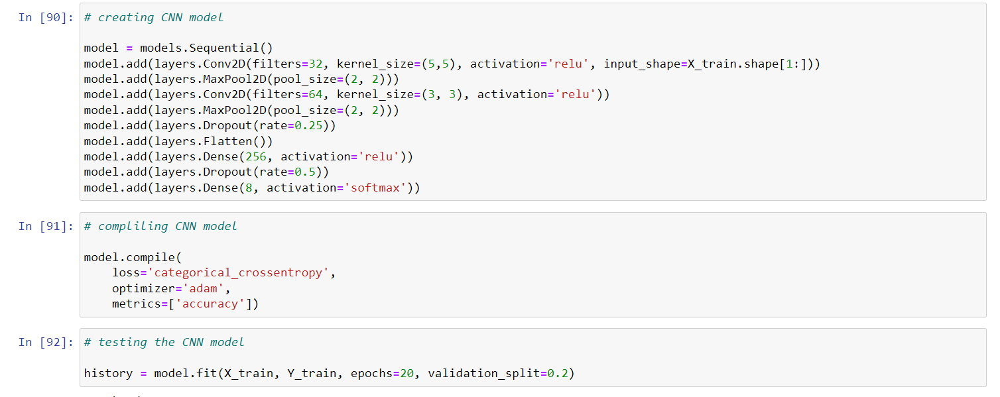 In [90]: # creating CNN model
model = models.Sequential()
model.add(layers.Conv2D(filters=32, kernel_size=(5,5), activation='relu', input_shape=X_train.shape[1:]))
model.add(layers.MaxPool2D(pool_size=(2, 2)))
model.add(layers.Conv2D(filters=64, kernel_size=(3, 3), activation='relu'))
model.add(layers.MaxPool2D(pool_size=(2, 2)))
model.add(layers.Dropout(rate=0.25))
model.add(layers.Flatten())
model.add(layers.Dense(256, activation='relu'))
model.add(layers.Dropout(rate=0.5))
model.add(layers.Dense(8, activation='softmax'))
In [91]: # compliling CNN model
model.compile(
loss='categorical_crossentropy',
optimizer='adam',
metrics=['accuracy'])
In [92]: # testing the CNN model
history = model.fit(X_train, Y_train, epochs=20, validation_split=0.2)